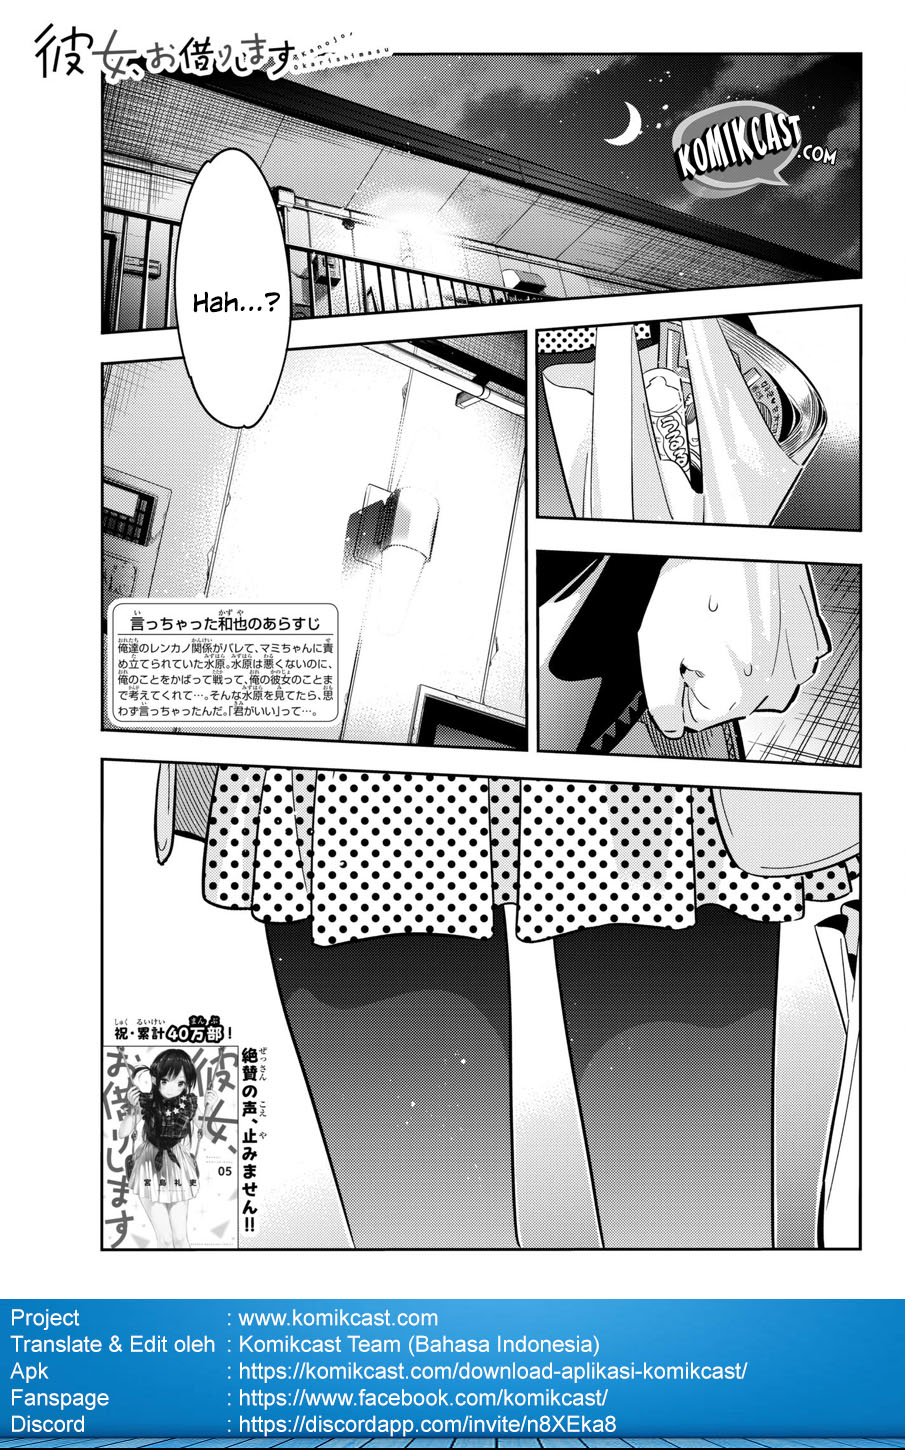 彼女、お借りします
KOMIKCAST.COM
Hah...?
うるる
言っちゃった和也のあらすじ
俺達のレンカノ関係がバレて、マミちゃんに責
め立てられていた水原。水原は悪くないのに、
俺のことをかばって戦って、俺の彼女のことま
で考えてくれて…。そんな水原を見てたら、思
わず言っちゃったんだ。「君がいい」って…。
祝・累計40万部!
絶賛の声、止みません!!
彼女、
お借りします
05
宮島礼吏
Project : www.komikcast.com
Translate & Edit oleh : Komikcast Team (Bahasa Indonesia)
Apk : https://komikcast.com/download-aplikasi-komikcast/
Fanspage : https://www.facebook.com/komikcast/
Discord : https://discordapp.com/invite/n8XEka8